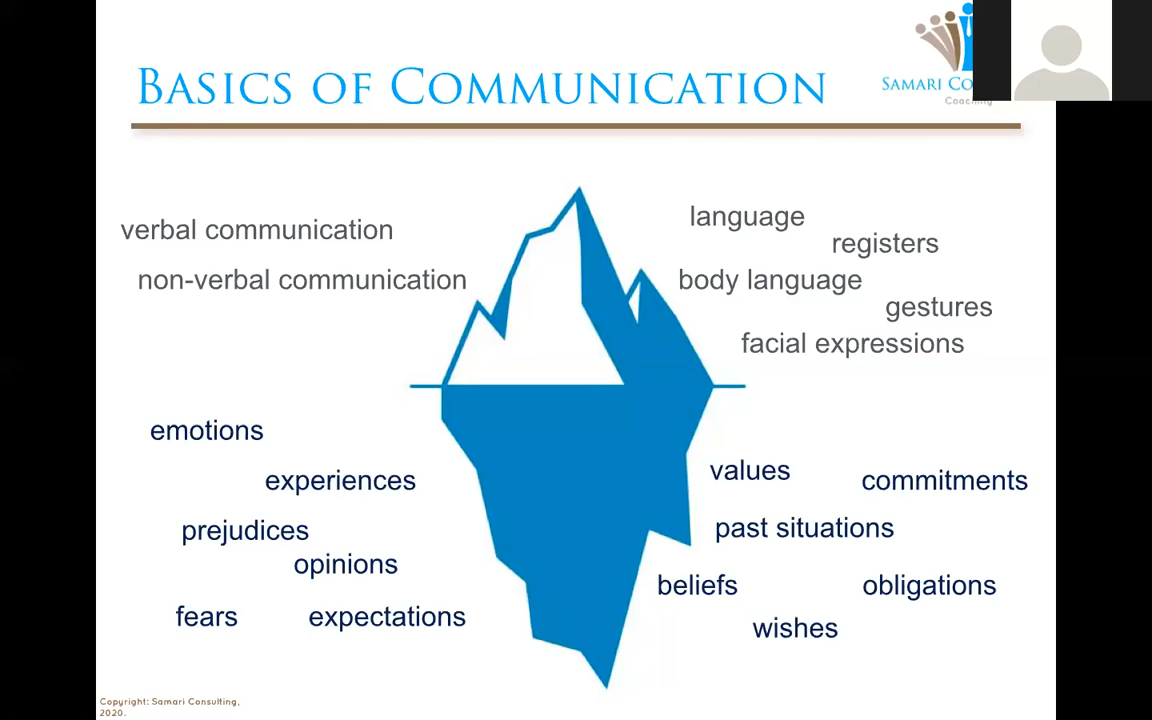 BASICS OF COMMUNICATION
SAMARI CO
Coaching
verbal communication
non-verbal communication
language
registers
body language
gestures
facial expressions
emotions
experiences
prejudices
opinions
fears
expectations
values
commitments
past situations
beliefs
obligations
wishes
Copyright: Samari Consulting,
2020.